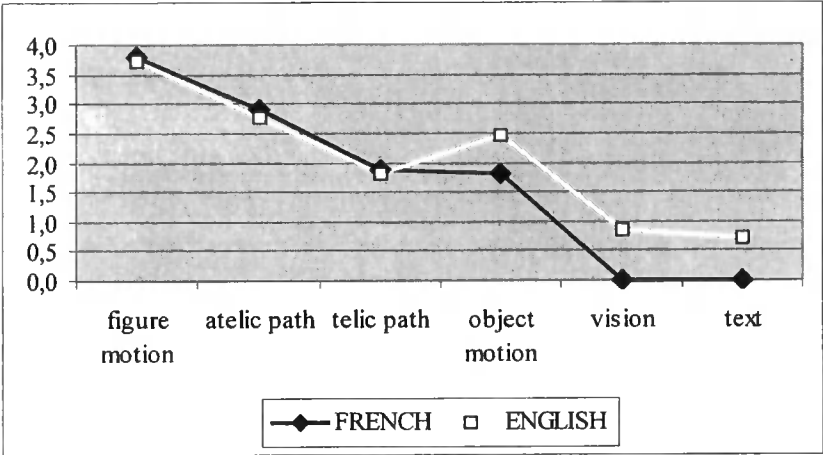 4,0
3,5
3,0
2,5
2,0
1,5
1,0
0,5
0,0
figure motion
atelic path
telic path
object motion
vision
text
FRENCH
ENGLISH